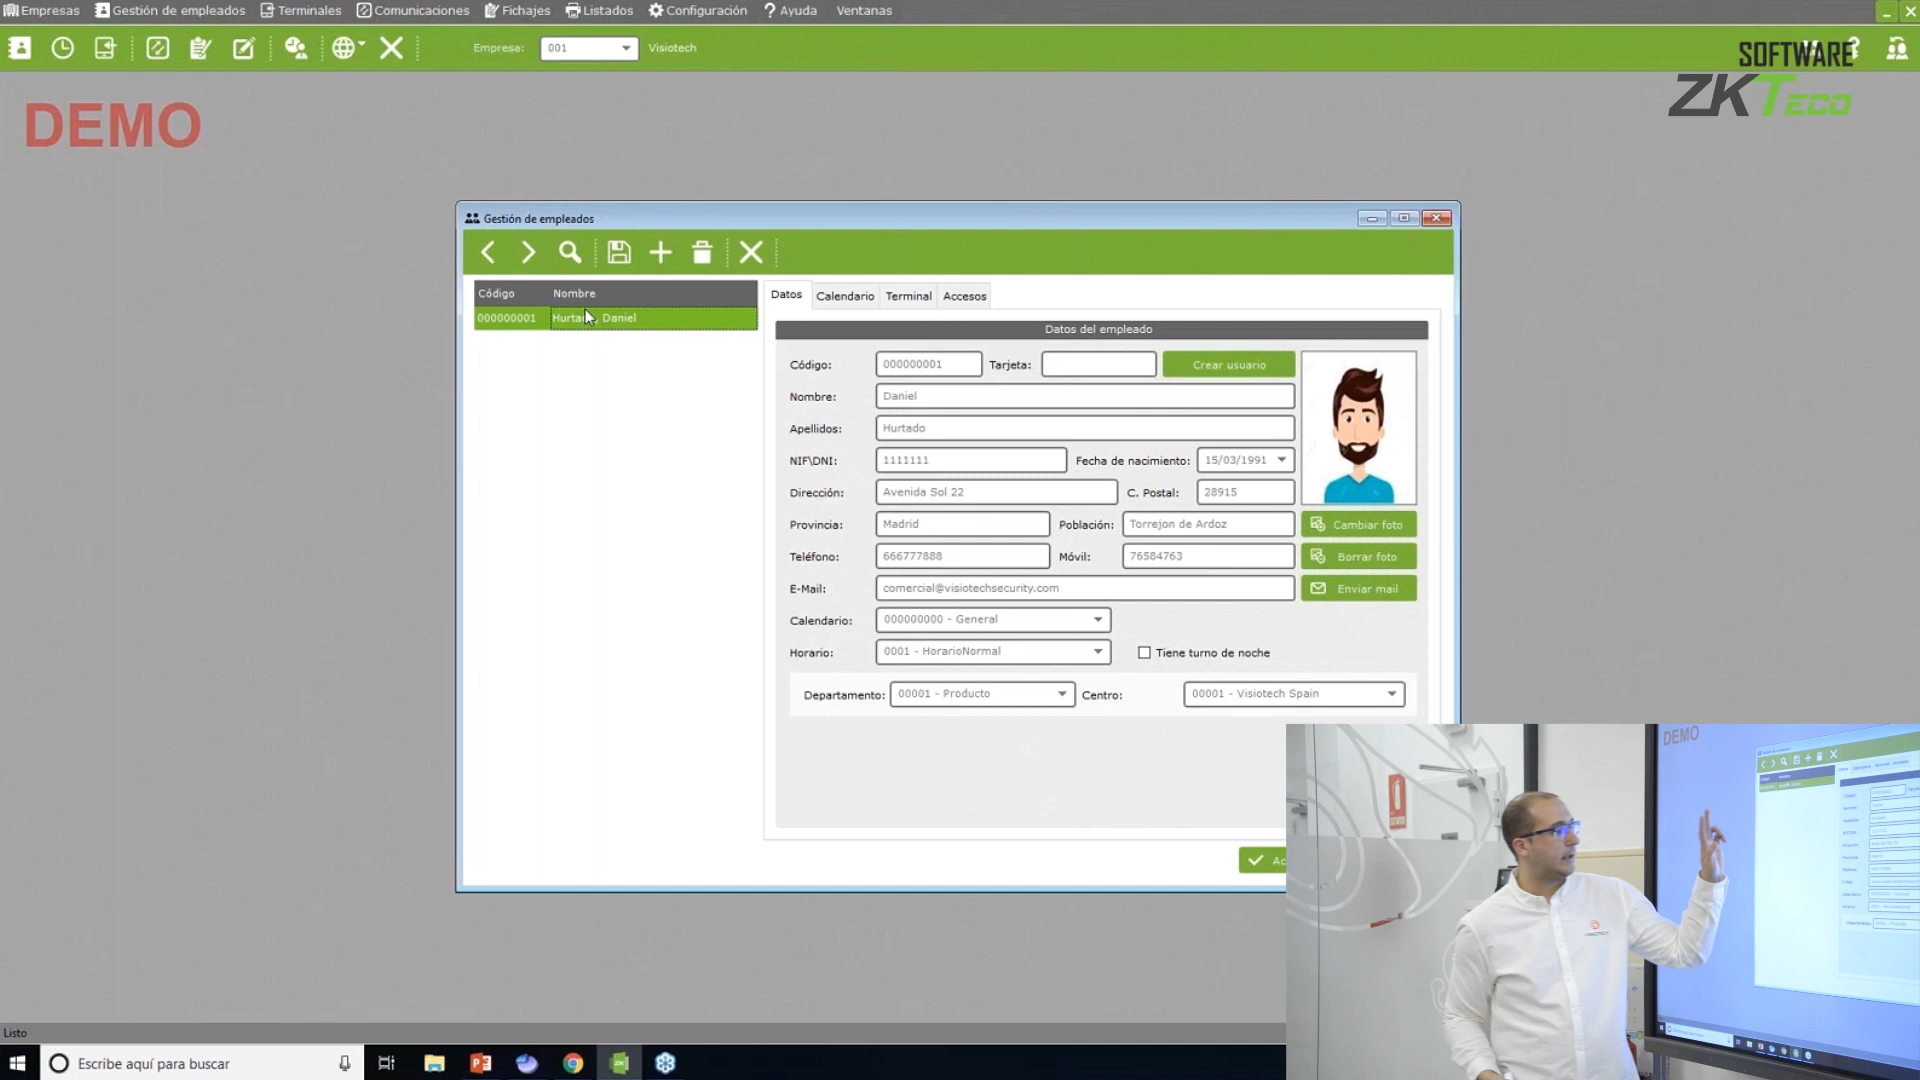 Empresas Gestión de empleados Terminales Comunicaciones Fichajes Listados Configuración Ayuda Ventanas
Empresa: 001 Visiotech
SOFTWARE
ZKTeco
DEMO
Gestión de empleados
Código Nombre
000000001 Daniel
Datos Calendario Terminal Accesos
Datos del empleado
Código: 000000001 Tarjeta: Crear usuario
Nombre: Daniel
Apellidos: Hurtado
NIF\DNI: 1111111 Fecha de nacimiento: 15/03/1991
Dirección: Avenida Sol 22 C. Postal: 28915
Provincia: Madrid Población: Torrejon de Ardoz Cambiar foto
Teléfono: 666777888 Móvil: 76584763 Borrar foto
E-Mail: comercial@visiotechsecurity.com Enviar mail
Calendario: 000000000 - General
Horario: 0001 - HorarioNormal Tiene turno de noche
Departamento: 00001 - Producto Centro: 00001 - Visiotech Spain
DEMO
Listo
Escribe aquí para buscar